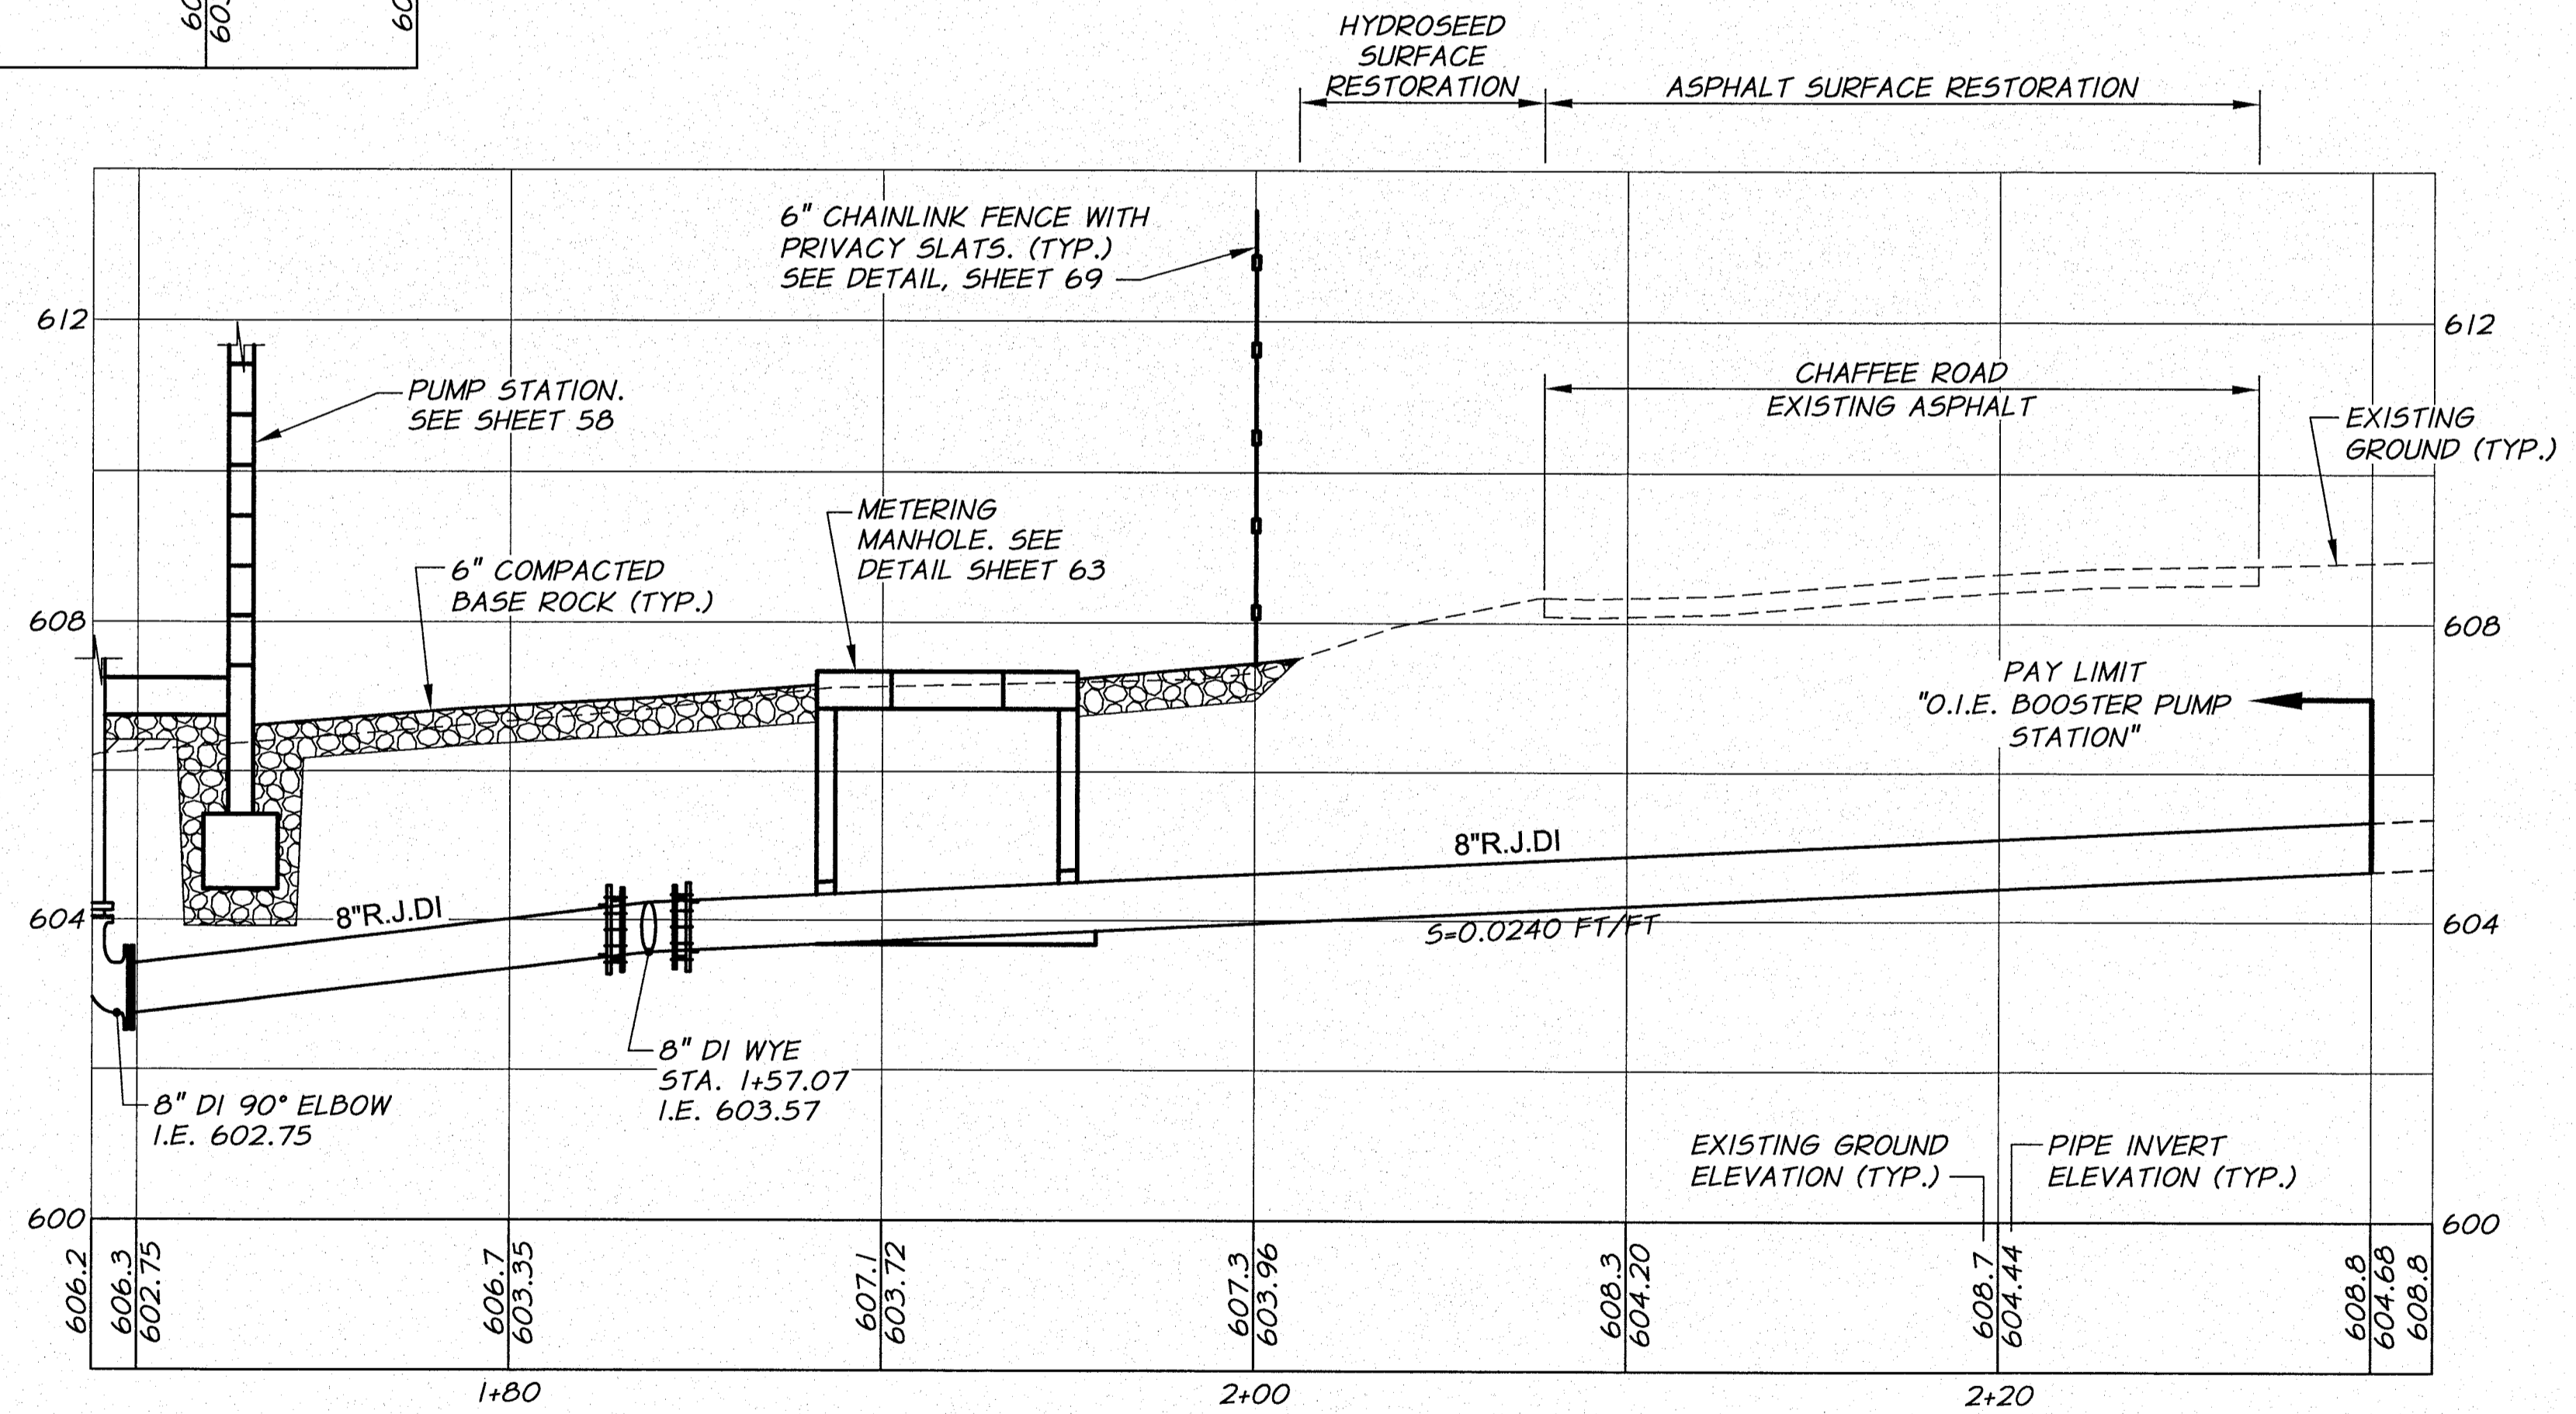 HYDROSEED
SURFACE
RESTORATION
ASPHALT SURFACE RESTORATION
6" CHAINLINK FENCE WITH
PRIVACY SLATS. (TYP.)
SEE DETAIL, SHEET 69
612
612
PUMP STATION.
SEE SHEET 58
CHAFFEE ROAD
EXISTING ASPHALT
EXISTING
GROUND (TYP.)
METERING
MANHOLE. SEE
DETAIL SHEET 63
6" COMPACTED
BASE ROCK (TYP.)
608
608
PAY LIMIT
"O.I.E. BOOSTER PUMP
STATION"
8"R.J.DI
8"R.J.DI
604
604
S=0.0240 FT/FT
8" DI WYE
STA. 1+57.07
I.E. 603.57
8" DI 90° ELBOW
I.E. 602.75
EXISTING GROUND
ELEVATION (TYP.)
PIPE INVERT
ELEVATION (TYP.)
600
600
606.2
606.3
602.75
606.7
603.35
607.1
603.72
607.3
603.96
608.3
604.20
608.7
604.44
608.8
604.68
608.8
1+80
2+00
2+20